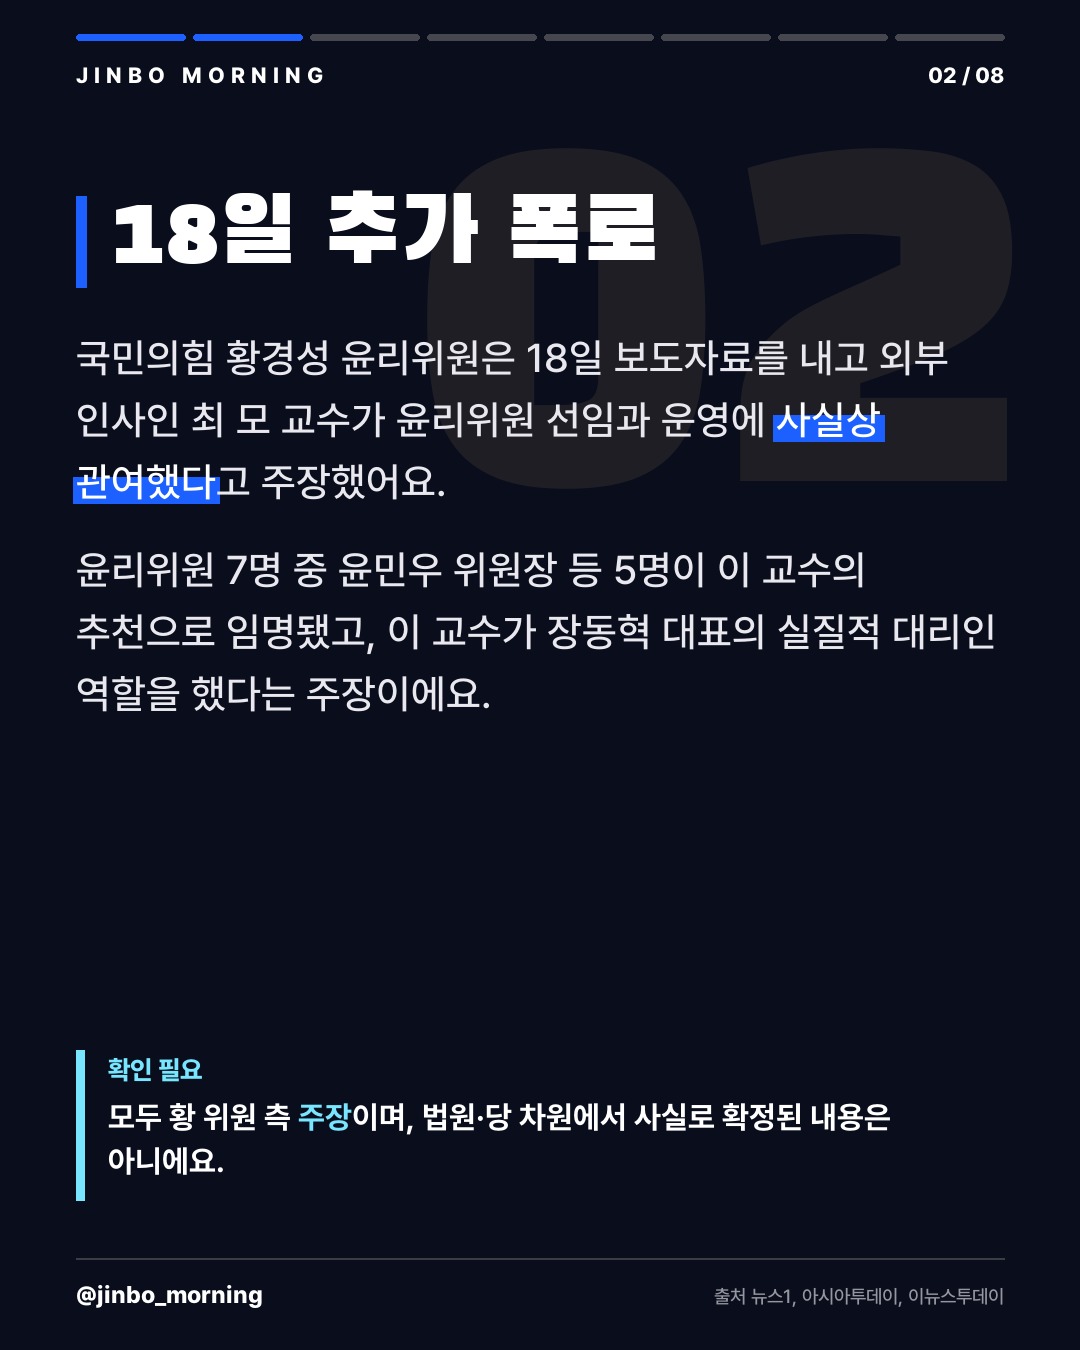 JINBO MORNING
02 / 08
02
18일 추가 폭로
국민의힘 황경성 윤리위원은 18일 보도자료를 내고 외부
인사인 최 모 교수가 윤리위원 선임과 운영에 사실상
관여했다고 주장했어요.
윤리위원 7명 중 윤민우 위원장 등 5명이 이 교수의
추천으로 임명됐고, 이 교수가 장동혁 대표의 실질적 대리인
역할을 했다는 주장이에요.
확인 필요
모두 황 위원 측 주장이며, 법원·당 차원에서 사실로 확정된 내용은
아니에요.
@jinbo_morning
출처 뉴스1, 아시아투데이, 이뉴스투데이